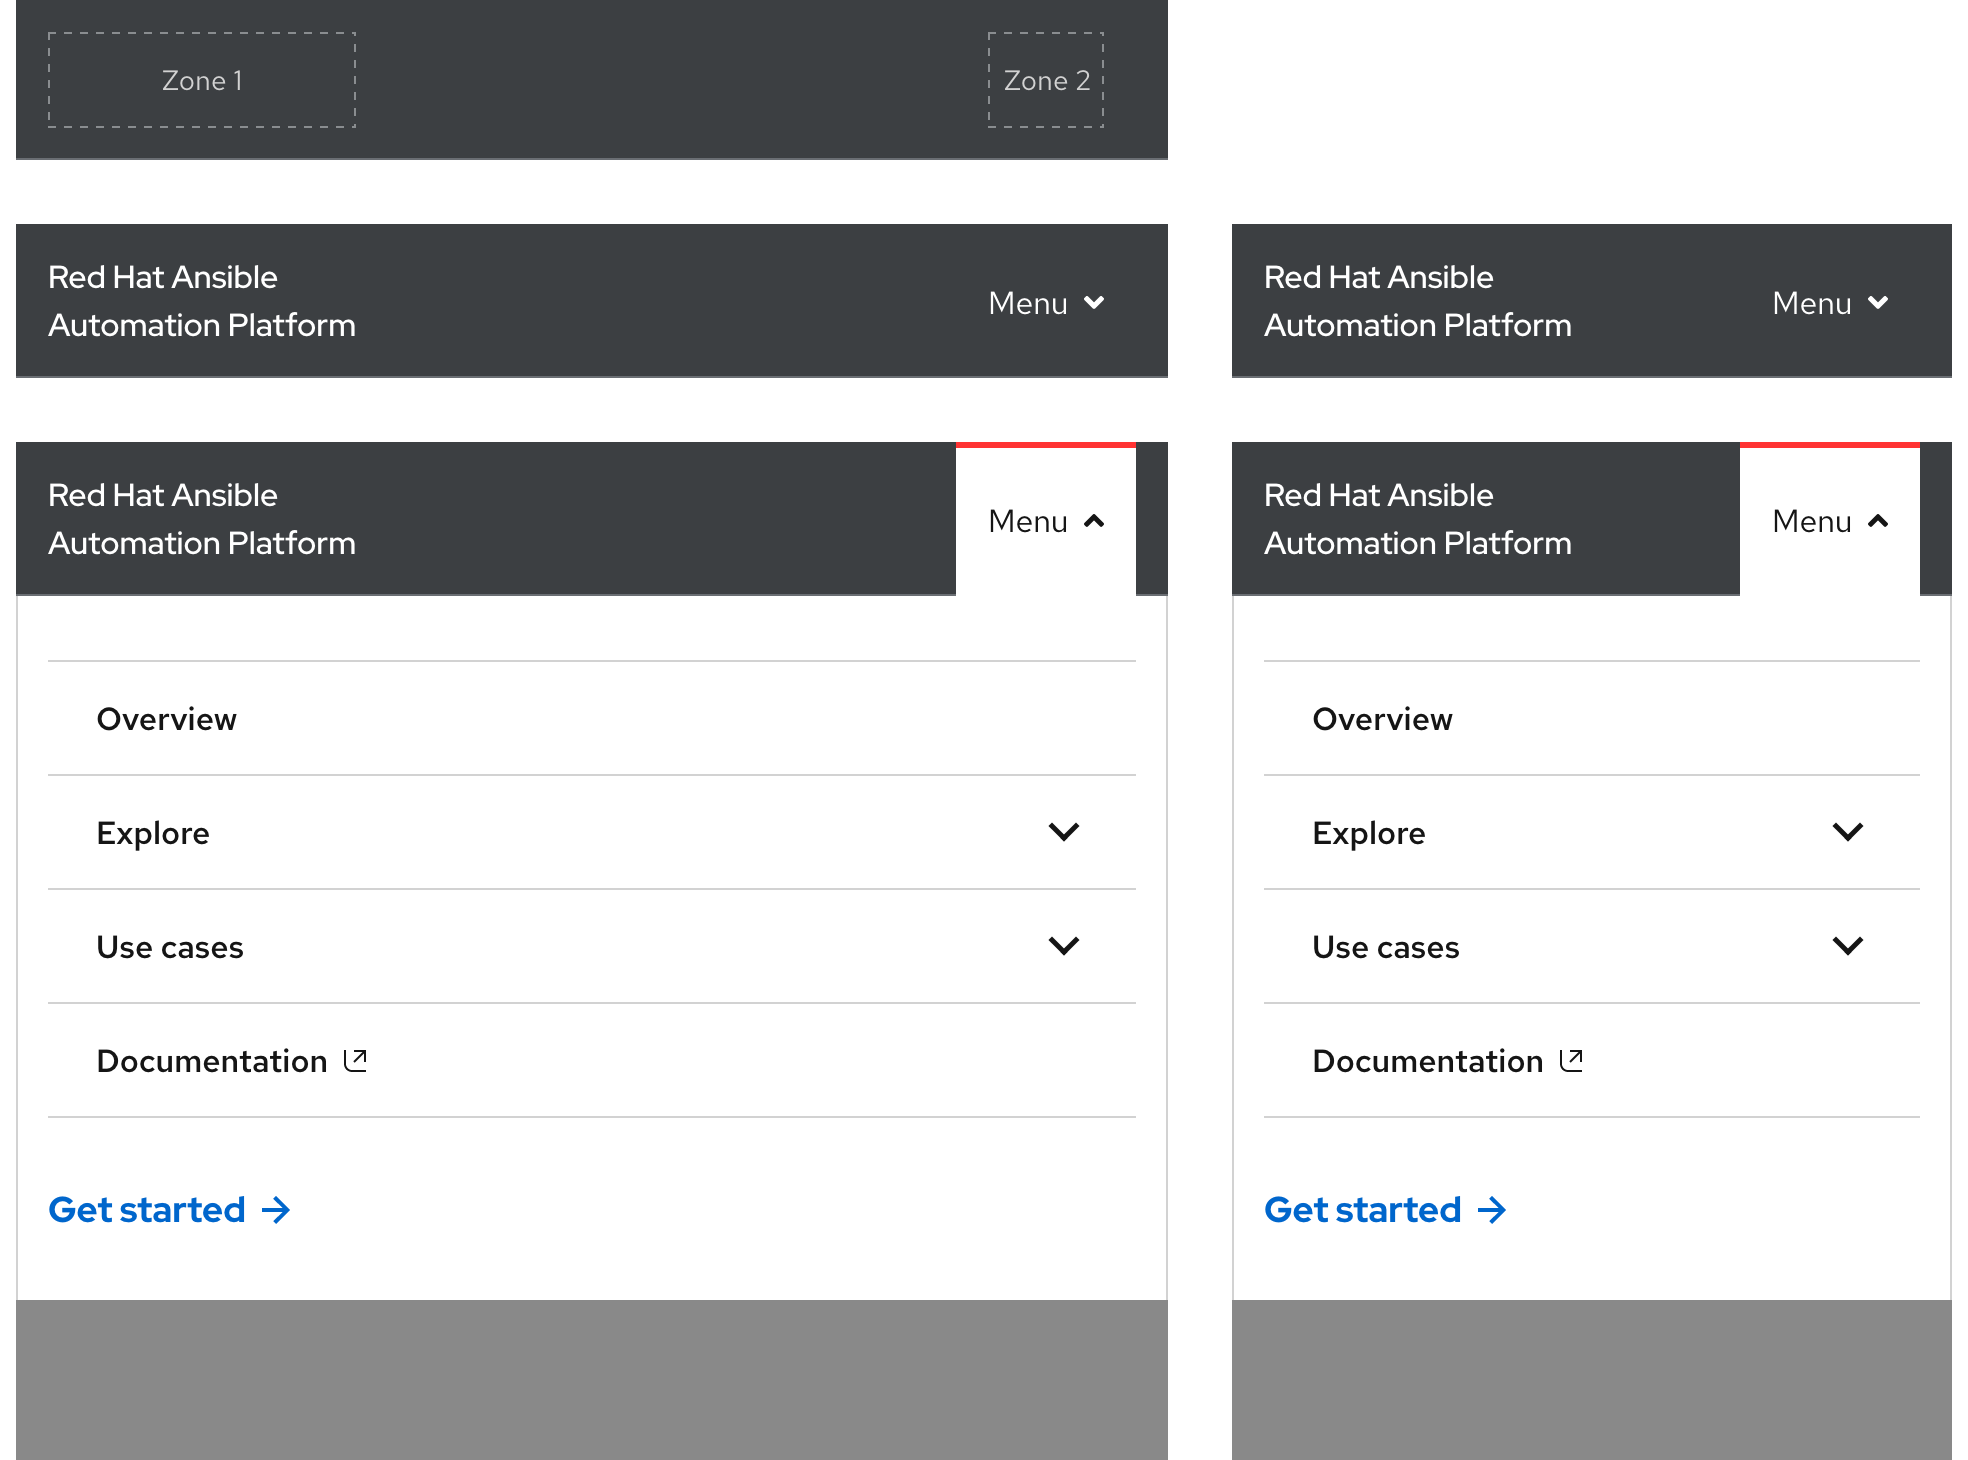 Zone 1
Zone 2
Red Hat Ansible
Automation Platform
Menu
Red Hat Ansible
Automation Platform
Menu
Red Hat Ansible
Automation Platform
Menu
Overview
Explore
Use cases
Documentation
Get started
Red Hat Ansible
Automation Platform
Menu
Overview
Explore
Use cases
Documentation
Get started